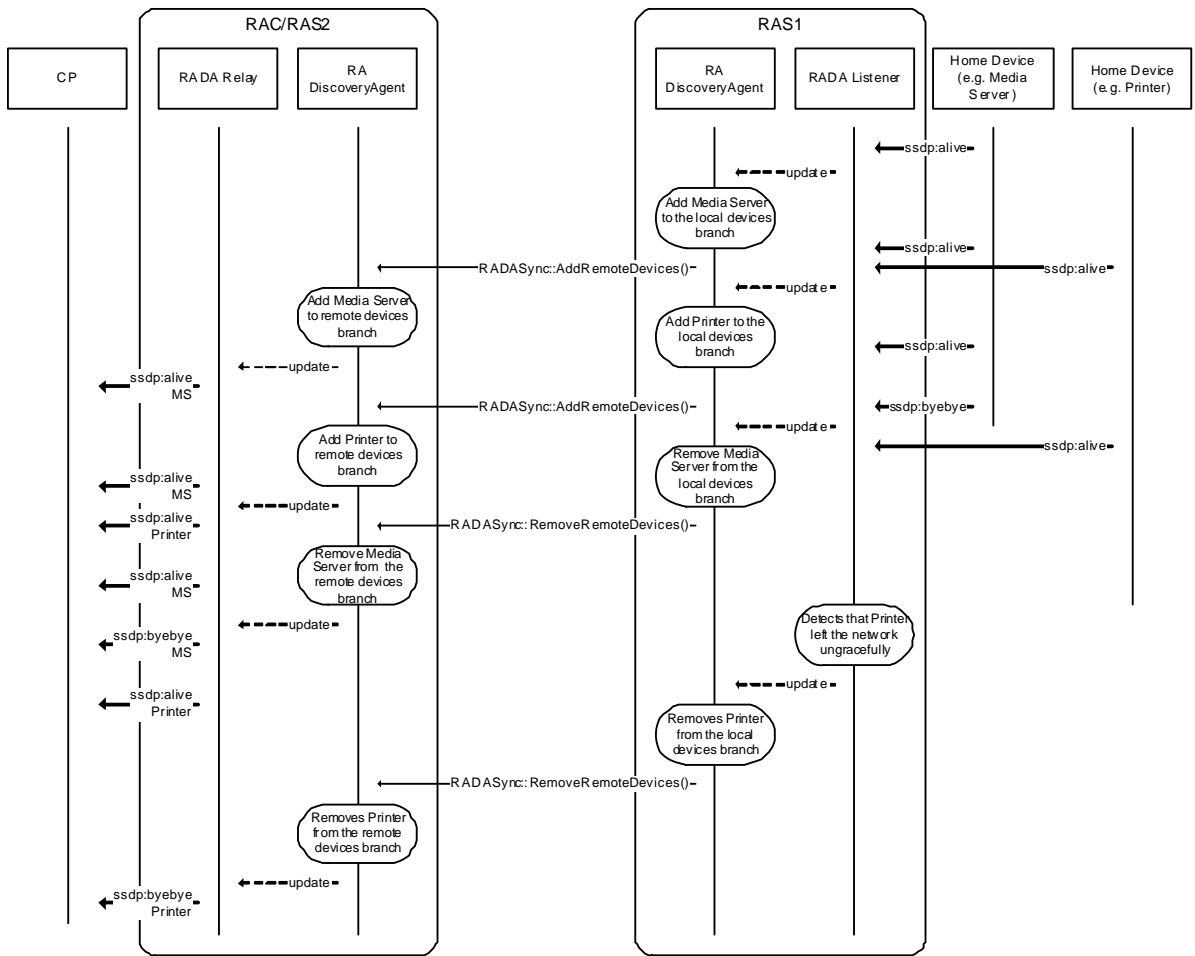 RAC/RAS2
RAS1
CP
RADA Relay
RA
DiscoveryAgent
RA
DiscoveryAgent
RADA Listener
Home Device
(e.g. Media
Server)
Home Device
(e.g. Printer)
ssdp:alive
update
Add Media Server
to the local devices
branch
ssdp:alive
RADASync::AddRemoteDevices()
ssdp:alive
update
Add Media Server
to remote devices
branch
Add Printer to the
local devices
branch
ssdp:alive
update
ssdp:alive
MS
RADASync::AddRemoteDevices()
ssdp:byebye
update
Add Printer to
remote devices
branch
ssdp:alive
Remove Media
Server from the
local devices
branch
ssdp:alive
MS
update
ssdp:alive
Printer
RADASync::RemoveRemoteDevices()
Remove Media
Server from the
remote devices
branch
ssdp:alive
MS
update
ssdp:byebye
MS
Detects that Printer
left the network
ungracefully
update
ssdp:alive
Printer
Removes Printer
from the local
devices branch
RADASync::RemoveRemoteDevices()
Removes Printer
from the remote
devices branch
update
ssdp:byebye
Printer